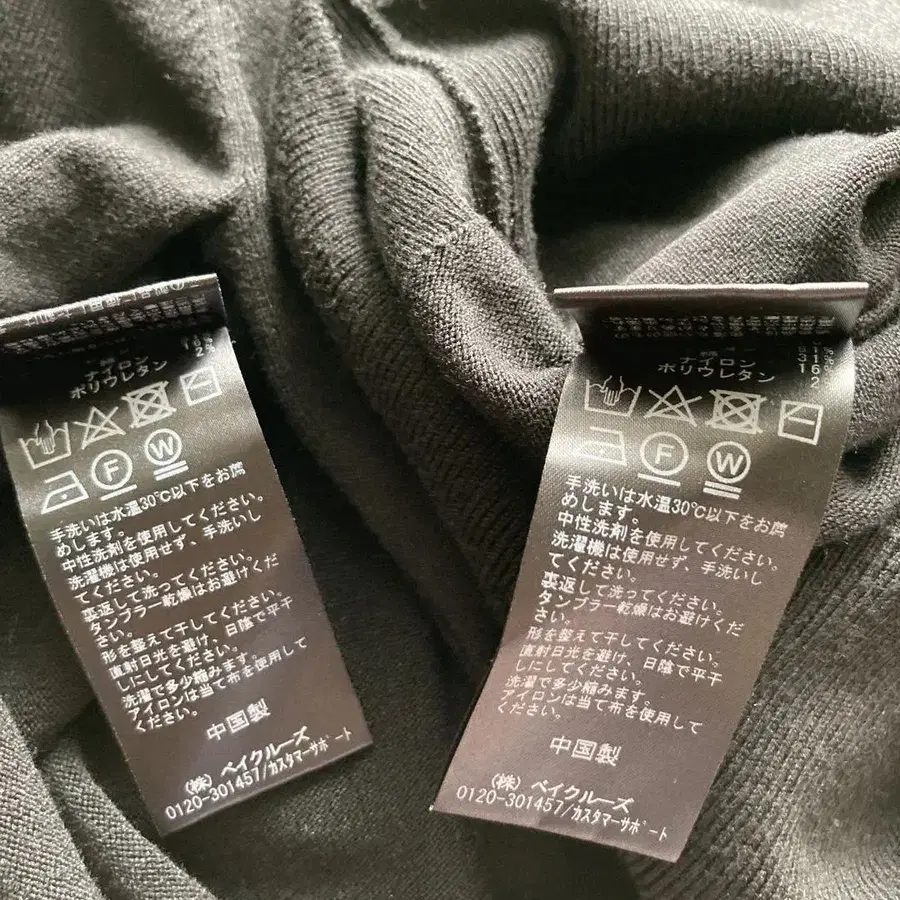 ナイロン
ポリウレタン 2
F W
手洗いは水温30℃以下をお薦
めします。
中性洗剤を使用してください。
洗濯機は使用せず、手洗いし
てください。
裏返して洗ってください。
タンブラー乾燥はお避けくだ
さい。
形を整えて干してください。
直射日光を避け、日陰で平干
しにしてください。
洗濯で多少縮みます。
アイロンは当て布を使用して
中国製
(株) ベイクルーズ
0120-301457/カスタマーサポート
ナイロン 16
ポリウレタン 2
F W
手洗いは水温30℃以下をお薦
めします。
中性洗剤を使用してください。
洗濯機は使用せず、手洗いし
てください。
裏返して洗ってください。
タンブラー乾燥はお避けくだ
さい。
形を整えて干してください。
直射日光を避け、日陰で平干
しにしてください。
洗濯で多少縮みます。
アイロンは当て布を使用して
中国製
(株) ベイクルーズ
0120-301457/カスタマーサポート